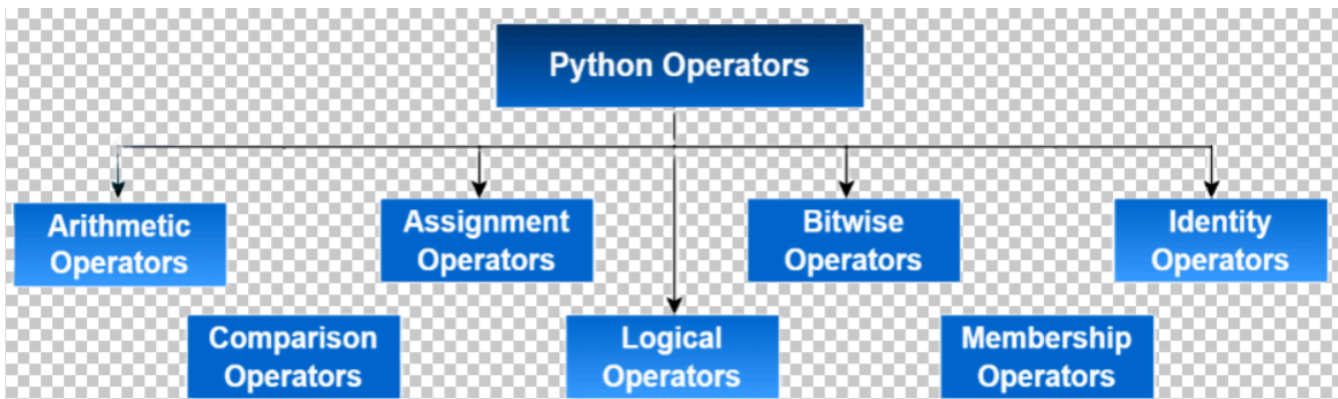 Python Operators
Arithmetic
Operators
Assignment
Operators
Bitwise
Operators
Identity
Operators
Comparison
Operators
Logical
Operators
Membership
Operators